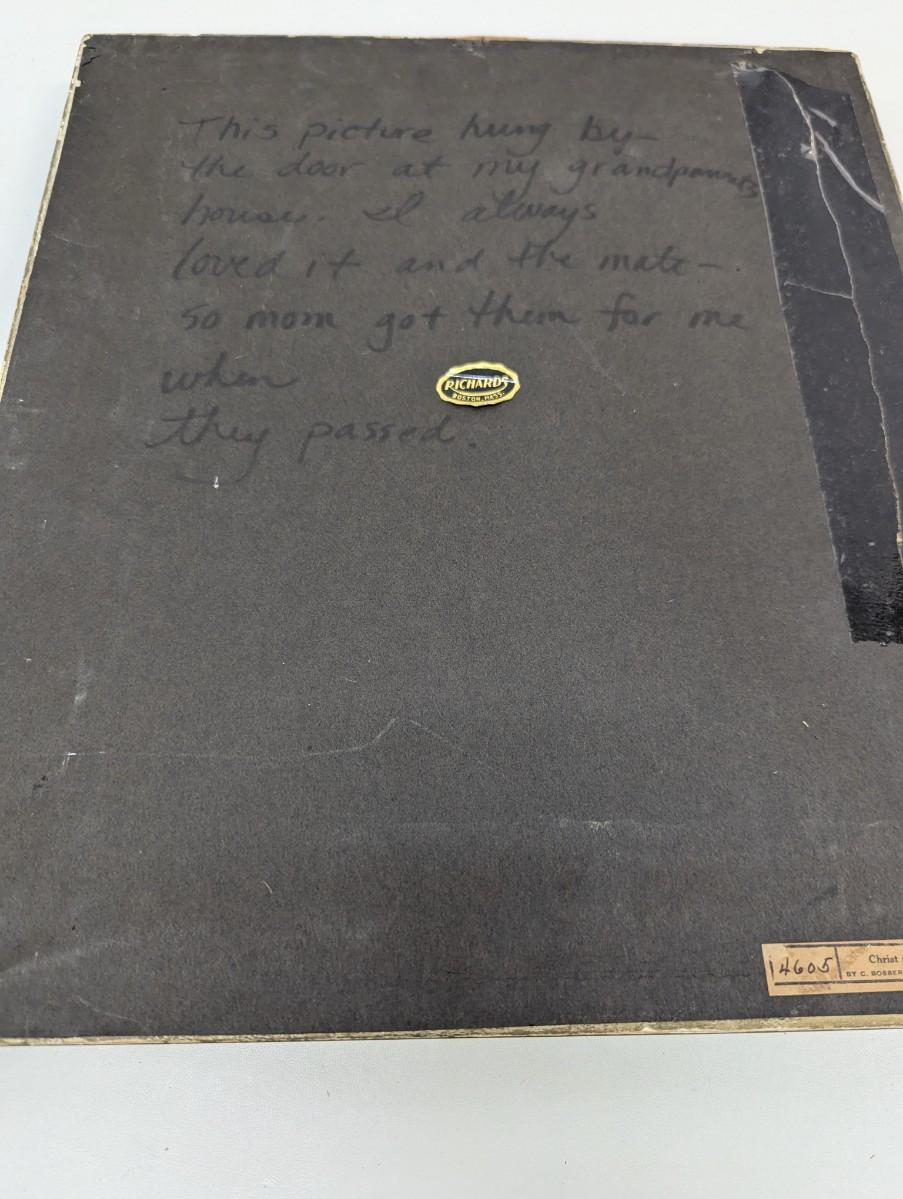 This picture hung by—
the door at my grandparents
house. I always
loved it and the mate—
so mom got them for me
when
they passed.
RICHARDS
BOSTON, MASS.
14605
Christ
BY C. BOSSER